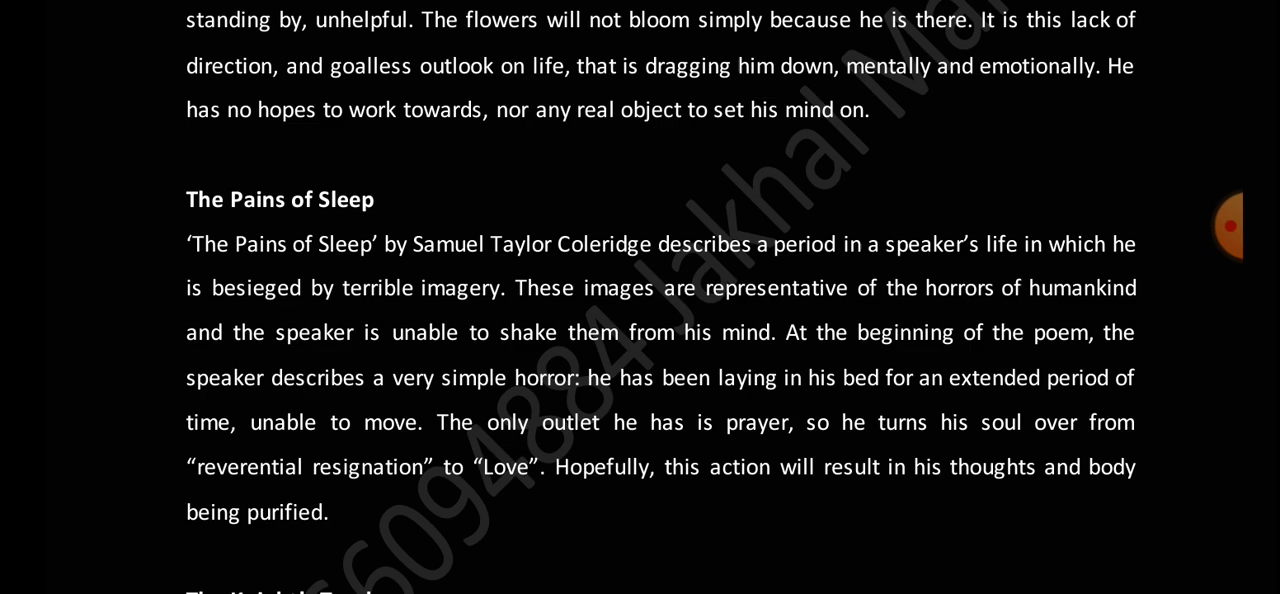 standing by, unhelpful. The flowers will not bloom simply because he is there. It is this lack of
direction, and goalless outlook on life, that is dragging him down, mentally and emotionally. He
has no hopes to work towards, nor any real object to set his mind on.
The Pains of Sleep
‘The Pains of Sleep’ by Samuel Taylor Coleridge describes a period in a speaker’s life in which he
is besieged by terrible imagery. These images are representative of the horrors of humankind
and the speaker is unable to shake them from his mind. At the beginning of the poem, the
speaker describes a very simple horror: he has been laying in his bed for an extended period of
time, unable to move. The only outlet he has is prayer, so he turns his soul over from
“reverential resignation” to “Love”. Hopefully, this action will result in his thoughts and body
being purified.
6094884 Jakhal